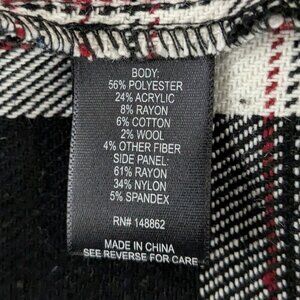 BODY:
56% POLYESTER
24% ACRYLIC
8% RAYON
6% COTTON
2% WOOL
4% OTHER FIBER
SIDE PANEL:
61% RAYON
34% NYLON
5% SPANDEX
RN# 148862
MADE IN CHINA
SEE REVERSE FOR CARE